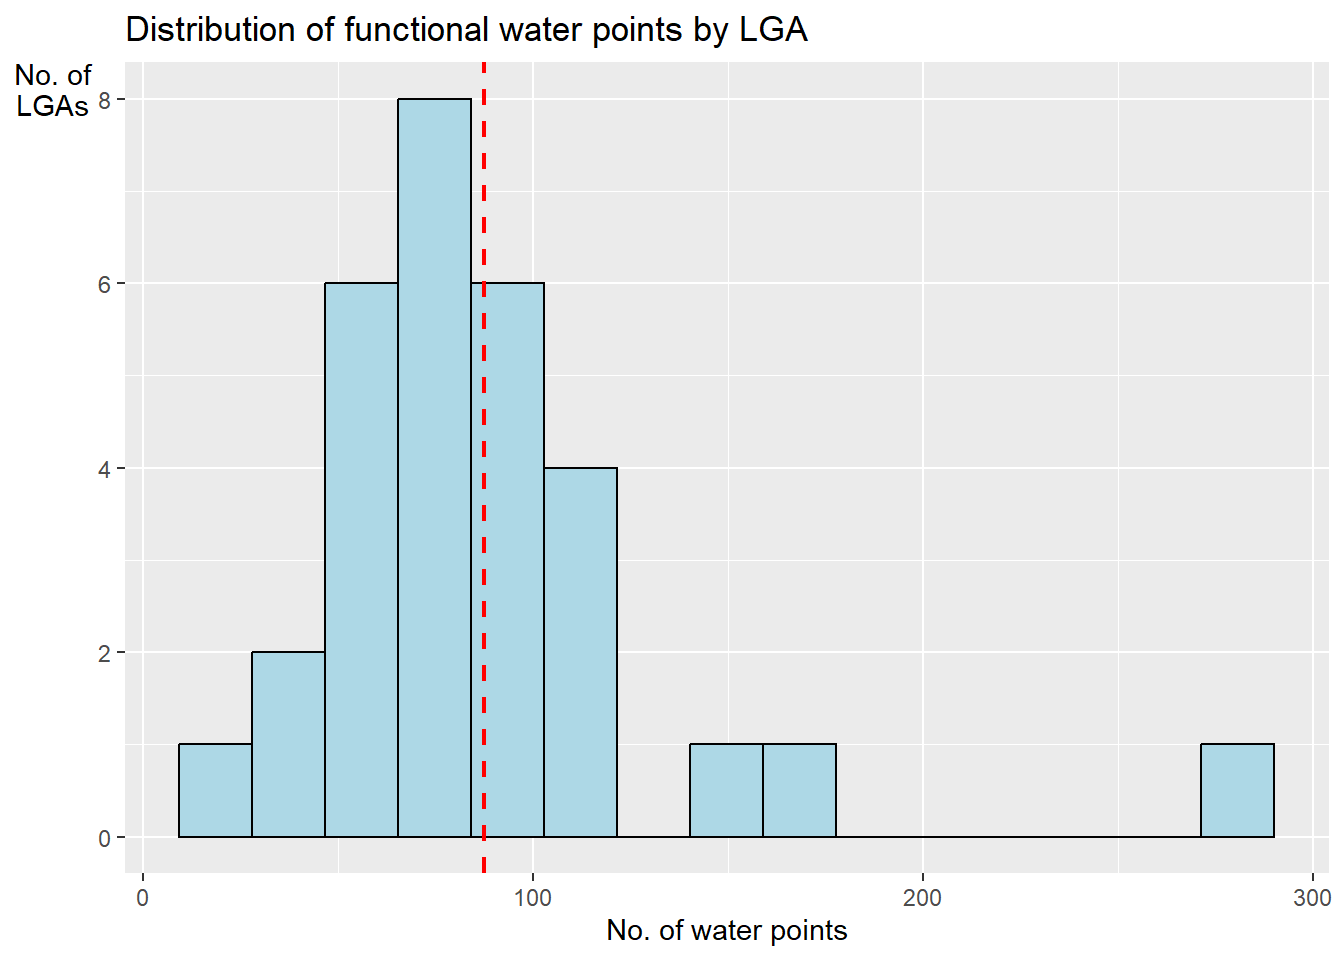 Distribution of functional water points by LGA
No. of
LGAs
8
6
4
2
0
0 100 200 300
No. of water points